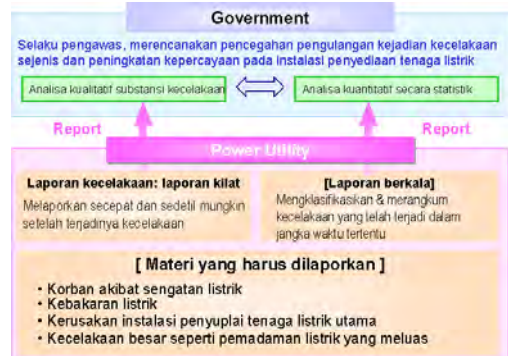 Government
Selaku pengawas, merencanakan pencegahan pengulangan kejadian kecelakaan
sejenis dan peningkatan kepercayaan pada instalasi penyediaan tenaga listrik
Analisa kualitatif substansi kecelakaan
Analisa kuantitatif secara statistik
Report
Report
Power Utility
Laporan kecelakaan: laporan kilat
Melaporkan secepat dan sedetil mungkin
setelah terjadinya kecelakaan
[Laporan berkala]
Mengklasifikasikan & merangkum
kecelakaan yang telah terjadi dalam
jangka waktu tertentu
[ Materi yang harus dilaporkan ]
• Korban akibat sengatan listrik
• Kebakaran listrik
• Kerusakan instalasi penyuplai tenaga listrik utama
• Kecelakaan besar seperti pemadaman listrik yang meluas